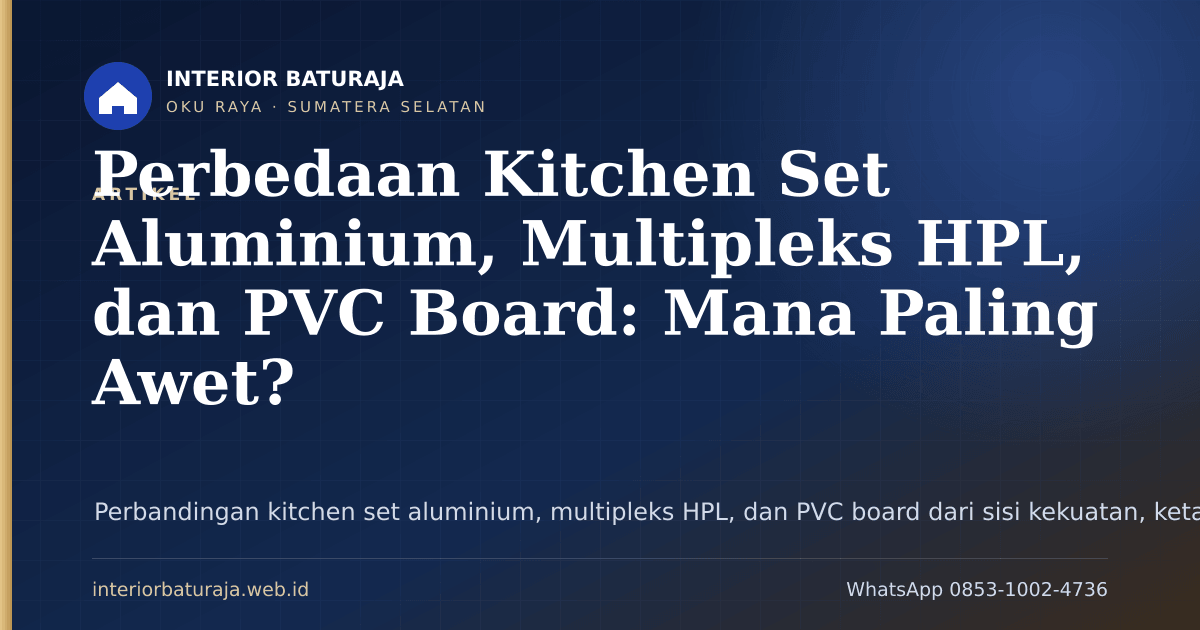 INTERIOR BATURAJA
OKU RAYA · SUMATERA SELATAN
ARTIKEL
Perbedaan Kitchen Set
Aluminium, Multipleks HPL,
dan PVC Board: Mana Paling
Awet?
Perbandingan kitchen set aluminium, multipleks HPL, dan PVC board dari sisi kekuatan, keta
interiorbaturaja.web.id
WhatsApp 0853-1002-4736